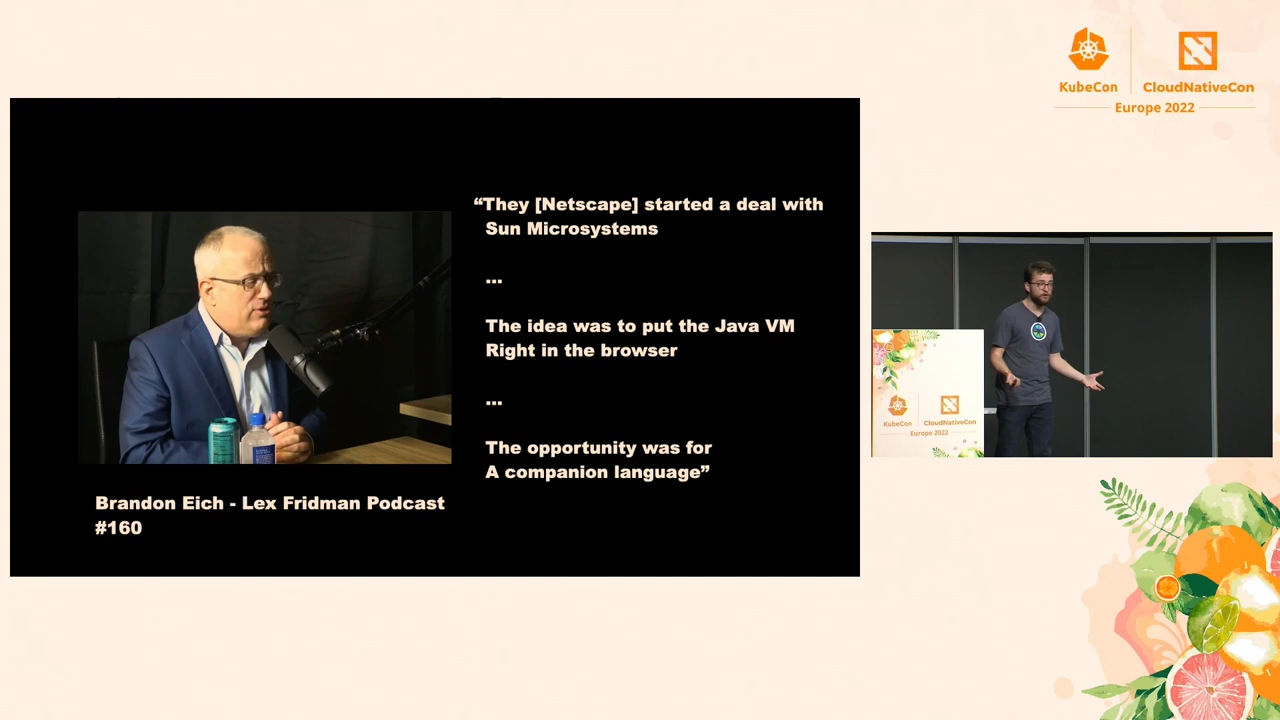 KubeCon
CloudNativeCon
Europe 2022
“They [Netscape] started a deal with
Sun Microsystems
...
The idea was to put the Java VM
Right in the browser
...
The opportunity was for
A companion language”
Brandon Eich - Lex Fridman Podcast
#160
KubeCon
CloudNativeCon
Europe 2022